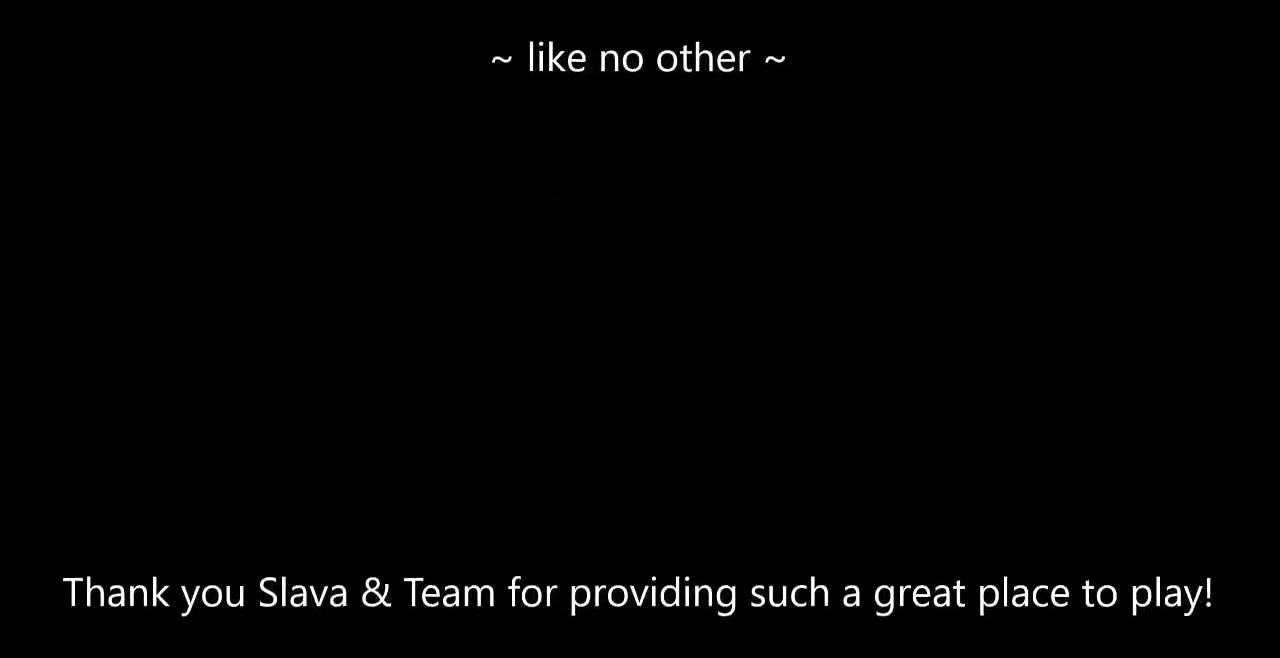 ~ like no other ~
Thank you Slava & Team for providing such a great place to play!